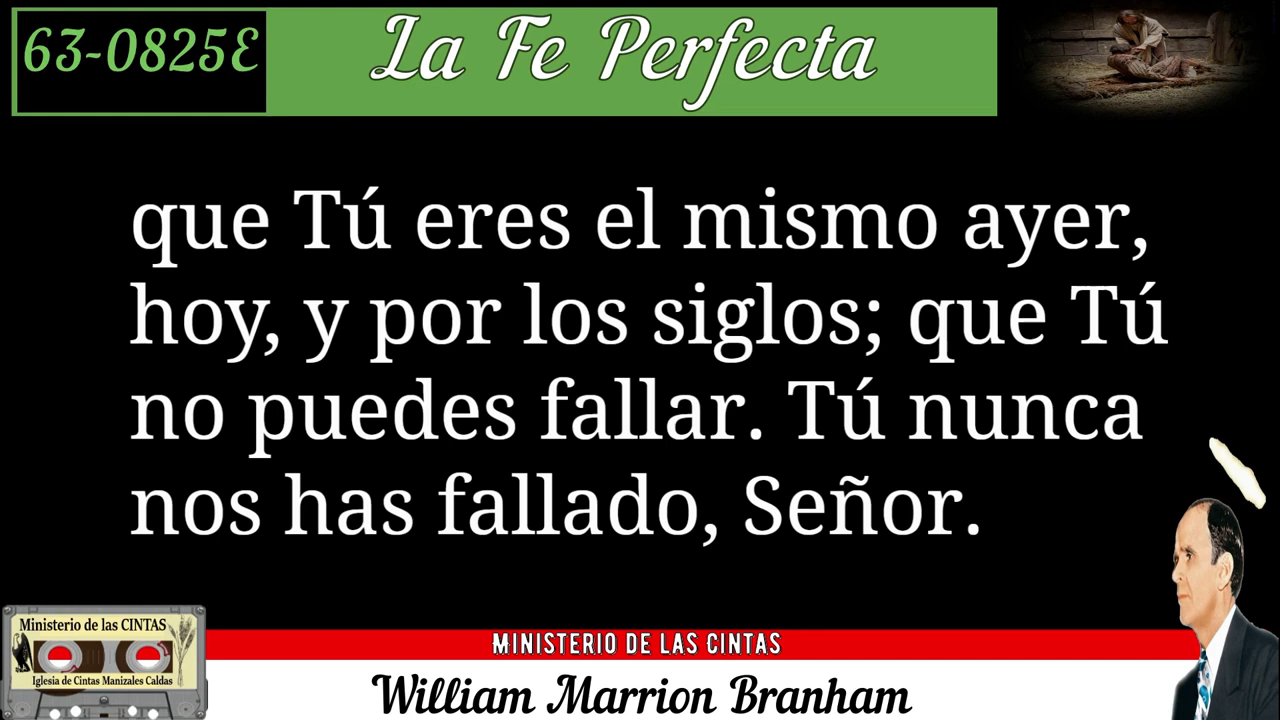 63-0825E
La Fe Perfecta
que Tú eres el mismo ayer,
hoy, y por los siglos; que Tú
no puedes fallar. Tú nunca
nos has fallado, Señor.
Ministerio de las CINTAS
Iglesia de Cintas Manizales Caldas
MINISTERIO DE LAS CINTAS
William Marrion Branham